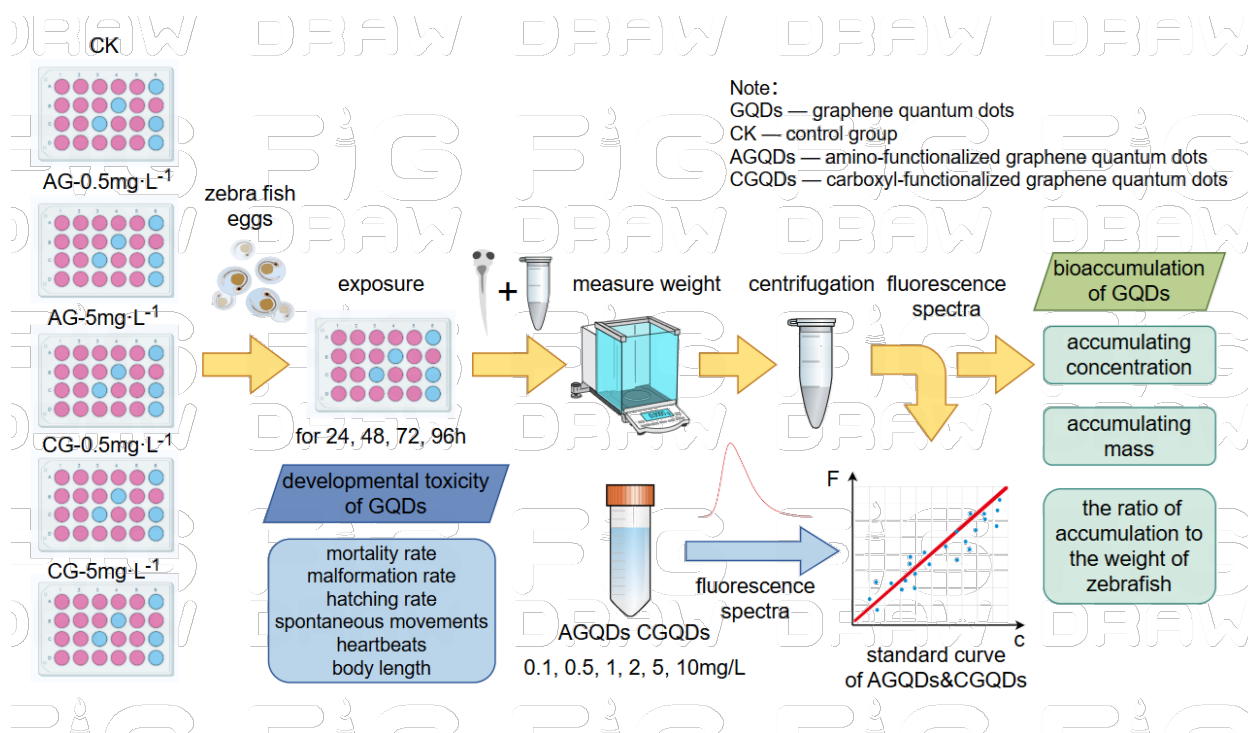 CK
AG-0.5mg·L-1
AG-5mg·L-1
CG-0.5mg·L-1
CG-5mg·L-1
zebra fish
eggs
exposure
for 24, 48, 72, 96h
developmental toxicity
of GQDs
mortality rate
malformation rate
hatching rate
spontaneous movements
heartbeats
body length
+
measure weight
centrifugation
fluorescence
spectra
Note:
GQDs — graphene quantum dots
CK — control group
AGQDs — amino-functionalized graphene quantum dots
CGQDs — carboxyl-functionalized graphene quantum dots
AGQDs CGQDs
0.1, 0.5, 1, 2, 5, 10mg/L
fluorescence
spectra
F
c
standard curve
of AGQDs&CGQDs
bioaccumulation
of GQDs
accumulating
concentration
accumulating
mass
the ratio of
accumulation to
the weight of
zebrafish
DRAW
FIG